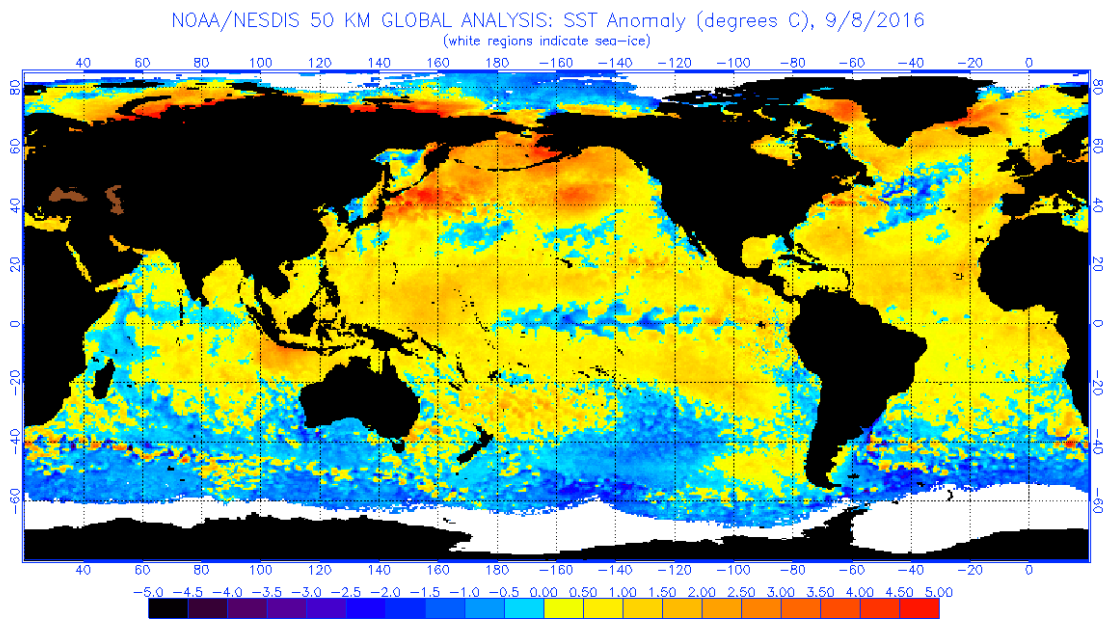 NOAA/NESDIS 50 KM GLOBAL ANALYSIS: SST Anomaly (degrees C), 9/8/2016
(white regions indicate sea-ice)
40 60 80 100 120 140 160 180 -160 -140 -120 -100 -80 -60 -40 -20 0
80 80
60 60
40 40
20 20
0 0
-20 -20
-40 -40
-60 -60
40 60 80 100 120 140 160 180 -160 -140 -120 -100 -80 -60 -40 -20 0
-5.0 -4.5 -4.0 -3.5 -3.0 -2.5 -2.0 -1.5 -1.0 -0.5 0.00 0.50 1.00 1.50 2.00 2.50 3.00 3.50 4.00 4.50 5.00